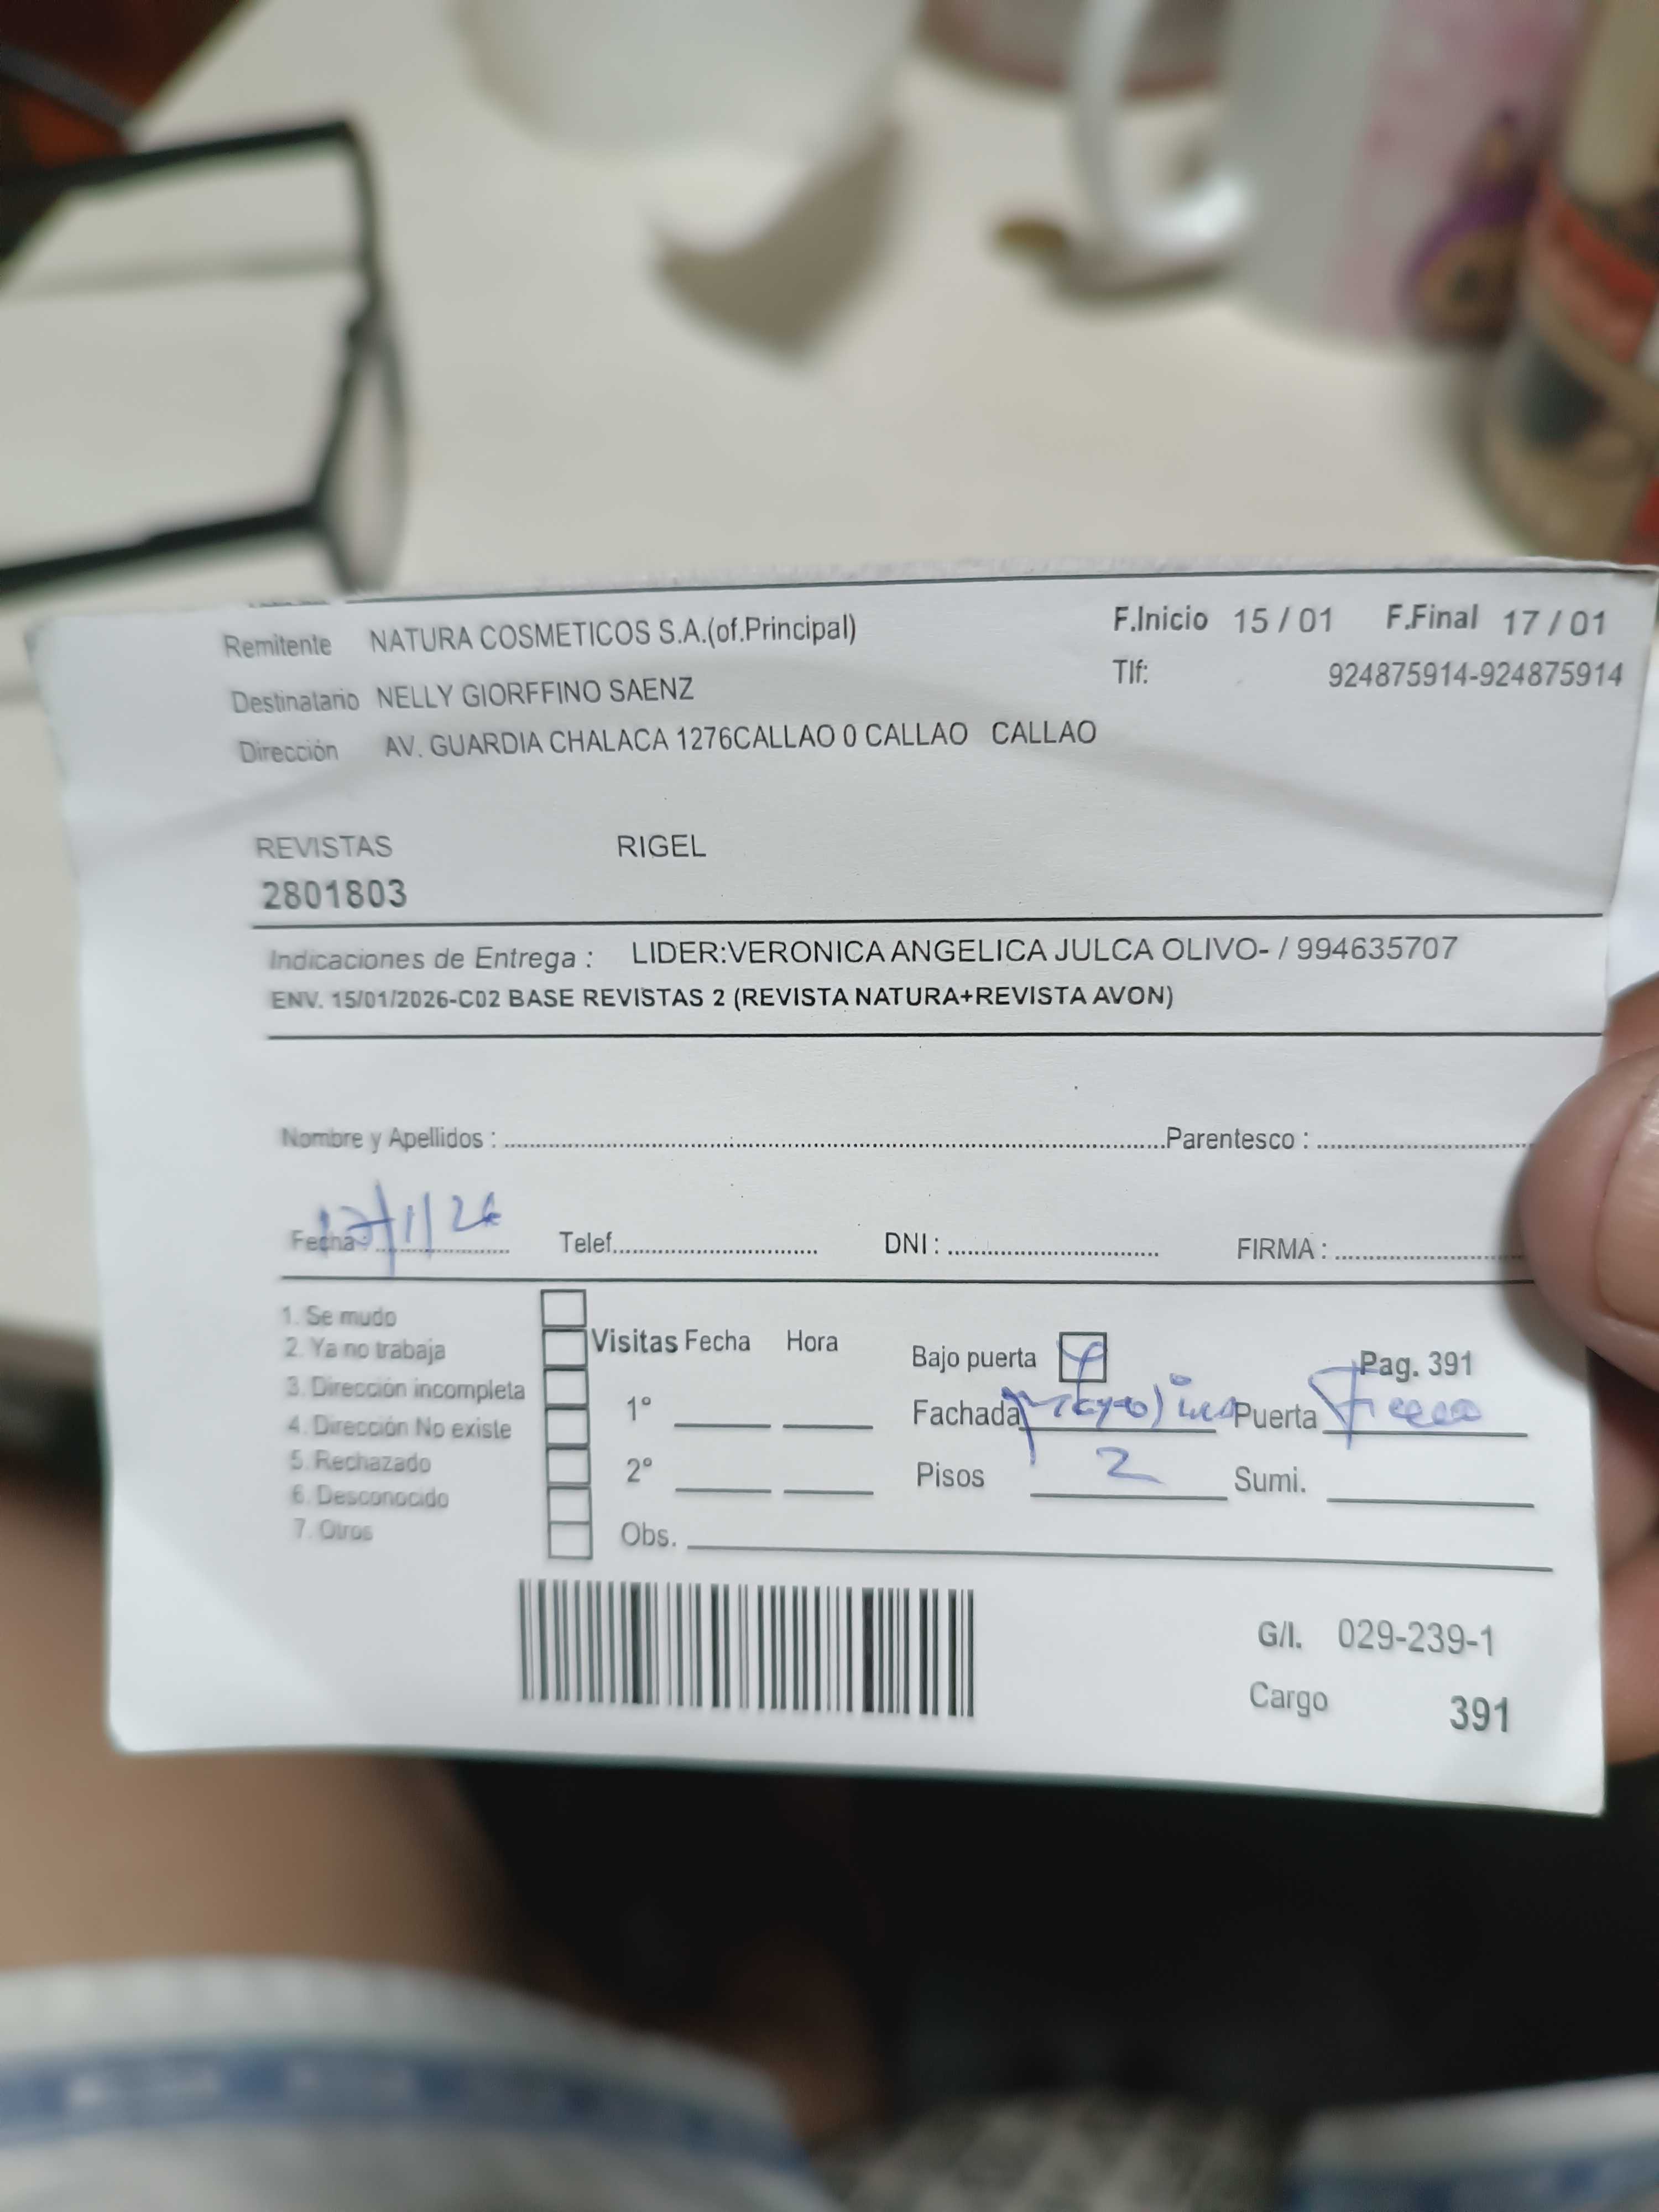 Remitente NATURA COSMETICOS S.A.(of.Principal) F.Inicio 15 / 01 F.Final 17 / 01
Destinatario NELLY GIORFFINO SAENZ Tlf: 924875914-924875914
Dirección AV. GUARDIA CHALACA 1276CALLAO 0 CALLAO CALLAO
REVISTAS RIGEL
2801803
Indicaciones de Entrega : LIDER:VERONICA ANGELICA JULCA OLIVO- / 994635707
ENV. 15/01/2026-C02 BASE REVISTAS 2 (REVISTA NATURA+REVISTA AVON)
Nombre y Apellidos : Parentesco :
Fecha: 17/1/26 Telef. DNI : FIRMA :
1. Se mudo
2. Ya no trabaja
3. Dirección incompleta
4. Dirección No existe
5. Rechazado
6. Desconocido
7. Otros
Visitas Fecha Hora
1°
2°
Obs.
Bajo puerta Pag. 391
Fachada Puerta Fierro
Pisos 2 Sumi.
G/I. 029-239-1
Cargo 391